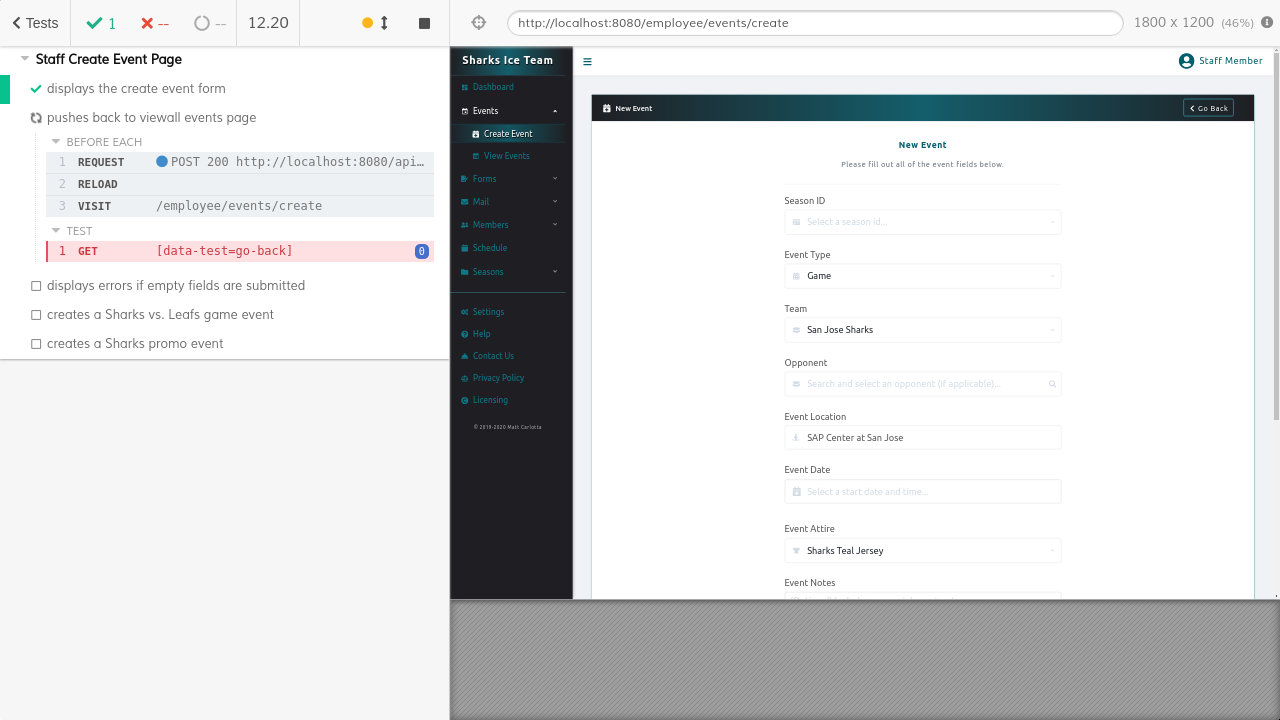 Tests
1
--
--
12.20
http://localhost:8080/employee/events/create
1800 x 1200 (46%)
Staff Create Event Page
displays the create event form
pushes back to viewall events page
BEFORE EACH
1 REQUEST POST 200 http://localhost:8080/api…
2 RELOAD
3 VISIT /employee/events/create
TEST
1 GET [data-test=go-back] 0
displays errors if empty fields are submitted
creates a Sharks vs. Leafs game event
creates a Sharks promo event
Sharks Ice Team
Dashboard
Events
Create Event
View Events
Forms
Mail
Members
Schedule
Seasons
Settings
Help
Contact Us
Privacy Policy
Licensing
© 2019-2020 Matt Carlotta
Staff Member
New Event
Go Back
New Event
Please fill out all of the event fields below.
Season ID
Select a season id...
Event Type
Game
Team
San Jose Sharks
Opponent
Search and select an opponent (if applicable)...
Event Location
SAP Center at San Jose
Event Date
Select a start date and time...
Event Attire
Sharks Teal Jersey
Event Notes